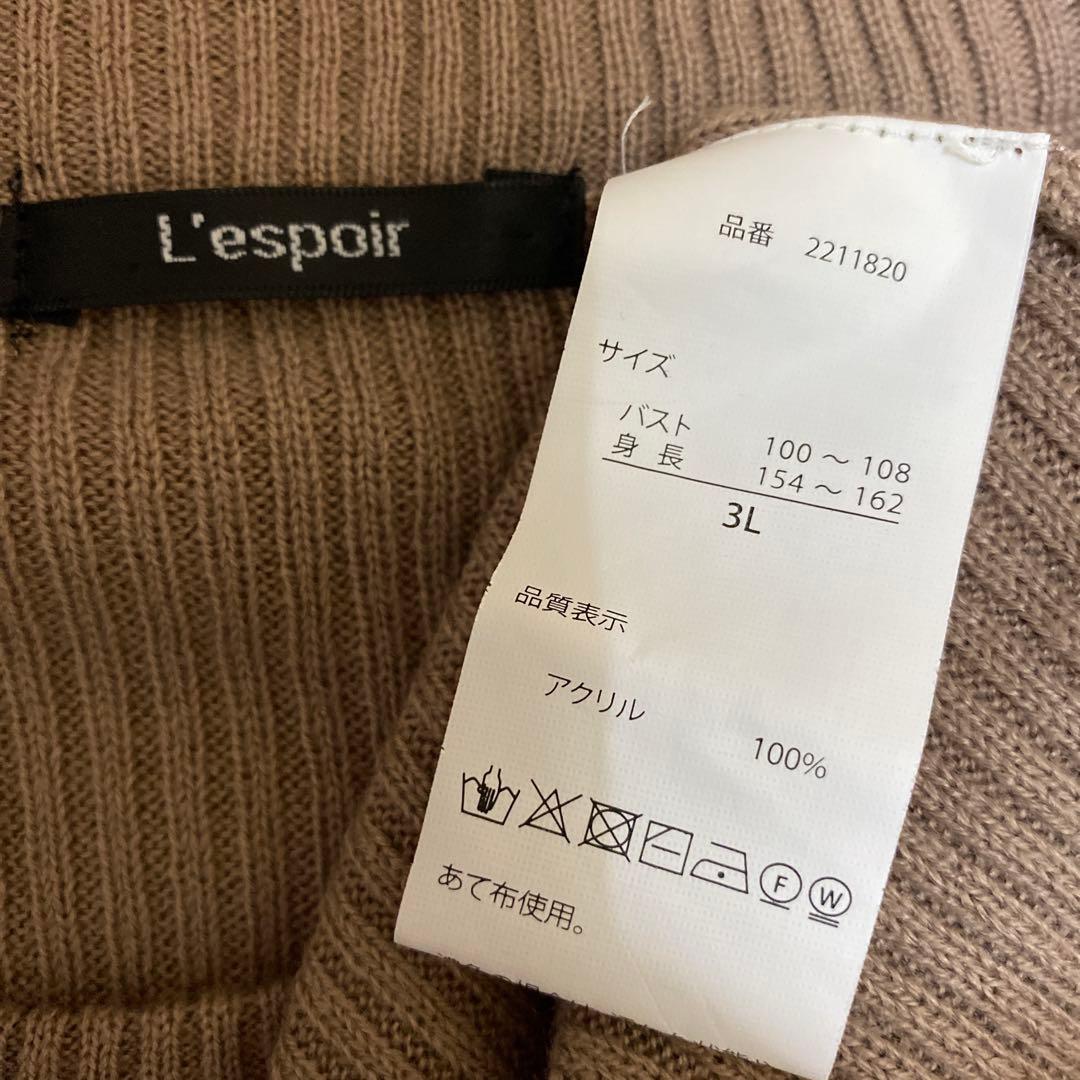 L'espoir
品番 2211820
サイズ
バスト 100～108
身長 154～162
3L
品質表示
アクリル
100%
F W
あて布使用。